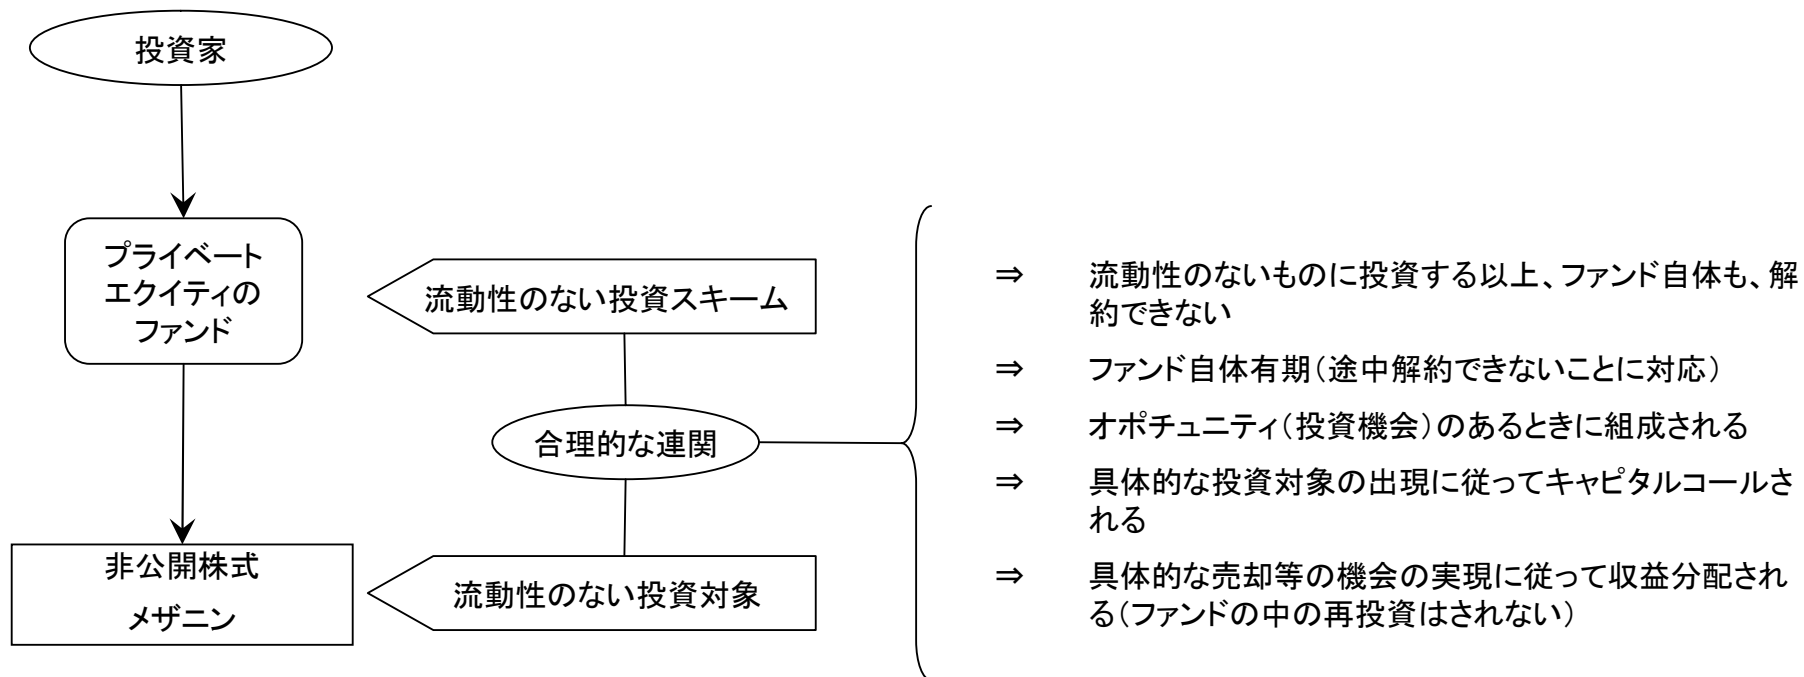 投資家
プライベート
エクイティの
ファンド
流動性のない投資スキーム
合理的な連関
非公開株式
メザニン
流動性のない投資対象
⇒ 流動性のないものに投資する以上、ファンド自体も、解
約できない
⇒ ファンド自体有期（途中解約できないことに対応）
⇒ オポチュニティ（投資機会）のあるときに組成される
⇒ 具体的な投資対象の出現に従ってキャピタルコールさ
れる
⇒ 具体的な売却等の機会の実現に従って収益分配され
る（ファンドの中の再投資はされない）